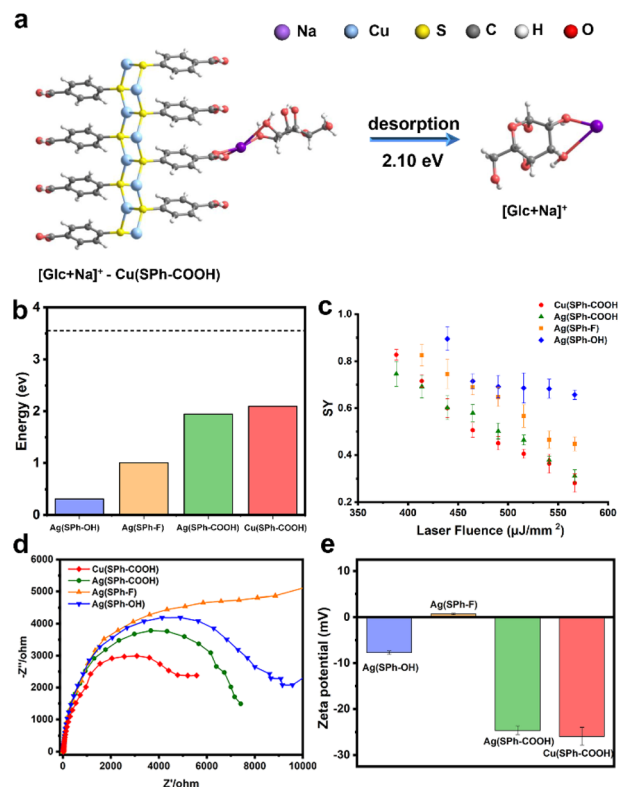 a
Na Cu S C H O
desorption
2.10 eV
[Glc+Na]⁺
[Glc+Na]⁺ - Cu(SPh-COOH)
b
Energy (ev)
4
3
2
1
0
Ag(SPh-OH) Ag(SPh-F) Ag(SPh-COOH) Cu(SPh-COOH)
c
Cu(SPh-COOH
Ag(SPh-COOH
Ag(SPh-F)
Ag(SPh-OH)
SY
1.0
0.8
0.6
0.4
0.2
350 400 450 500 550 600
Laser Fluence (μJ/mm²)
d
Cu(SPh-COOH)
Ag(SPh-COOH)
Ag(SPh-F)
Ag(SPh-OH)
-Z''/ohm
-6000
-5000
-4000
-3000
-2000
-1000
0
0 2000 4000 6000 8000 10000
Z'/ohm
e
Zeta potential (mV)
10
0
-10
-20
-30
Ag(SPh-F)
Ag(SPh-OH)
Ag(SPh-COOH)
Cu(SPh-COOH)